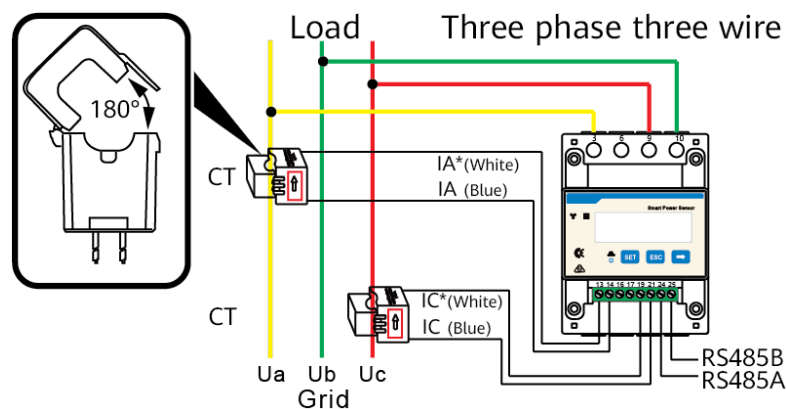 Load
Three phase three wire
180°
3 6 9 10
CT
IA*(White)
IA (Blue)
Smart Power Sensor
SET ESC
13 14 16 17 19 21 24 25
CT
IC*(White)
IC (Blue)
RS485B
RS485A
Ua Ub Uc
Grid